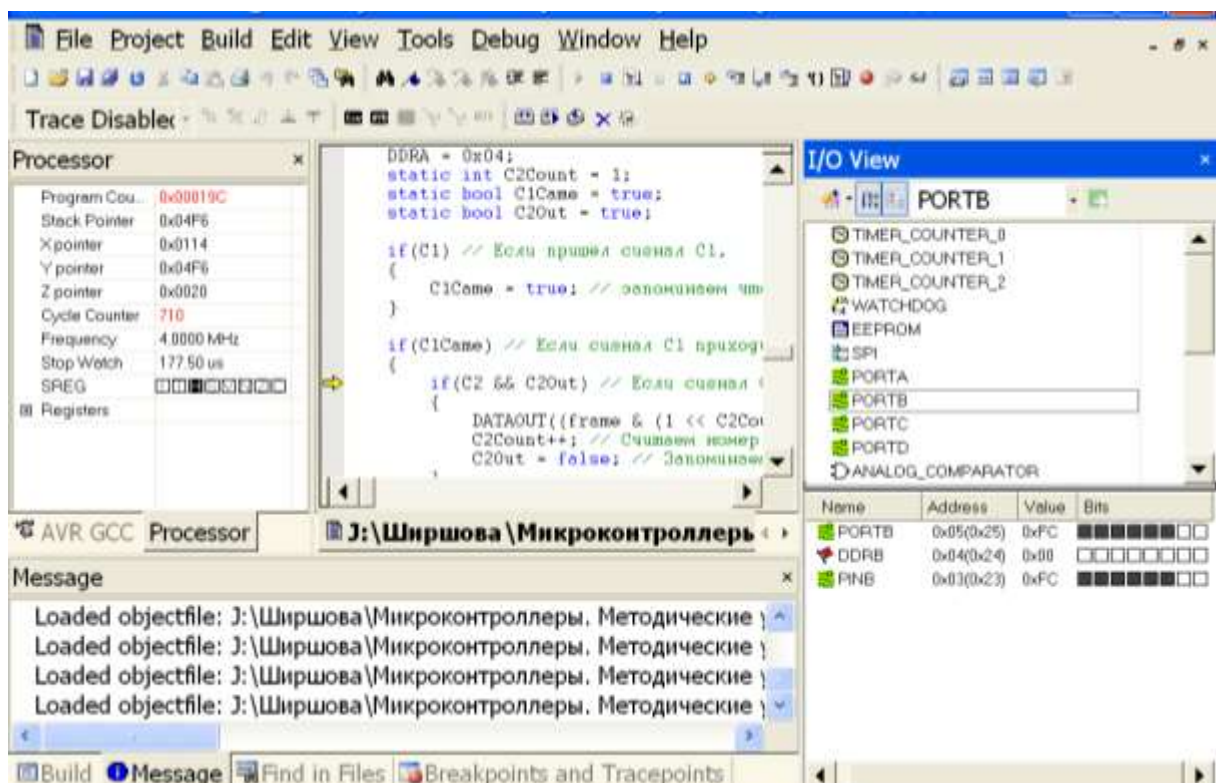 File Project Build Edit View Tools Debug Window Help
Trace Disable
Processor
Program Cou..
Stack Pointer 0x04F6
X pointer 0x0114
Y pointer 0x04F6
Z pointer 0x0020
Cycle Counter 710
Frequency 4.0000 MHz
Stop Watch 177.50 us
SREG
Registers
AVR GCC Processor
DDRA = 0x04;
static int C2Count = 1;
static bool C1Came = true;
static bool C2Out = true;
if(C1) // Если пришел сигнал C1,
{
C1Came = true; // запоминаем что
}
if(C1Came) // Если сигнал C1 приход
{
if(C2 && C2Out) // Если сигнал
{
DATAOUT((frame & (1 << C2Cou
C2Count++; // Считаем номер
C2Out = false; // Запоминаем
J:\Ширшова\Микроконтроллеры
I/O View
PORTB
TIMER_COUNTER_0
TIMER_COUNTER_1
TIMER_COUNTER_2
WATCHDOG
EEPROM
SPI
PORTA
PORTB
PORTC
PORTD
ANALOG_COMPARATOR
Name Address Value Bits
PORTB 0x05(0x25) 0xFC
DDRB 0x04(0x24) 0x00
PINB 0x03(0x23) 0xFC
Message
Loaded objectfile: J:\Ширшова\Микроконтроллеры. Методические у
Loaded objectfile: J:\Ширшова\Микроконтроллеры. Методические у
Loaded objectfile: J:\Ширшова\Микроконтроллеры. Методические у
Loaded objectfile: J:\Ширшова\Микроконтроллеры. Методические у
Build Message Find in Files Breakpoints and Tracepoints